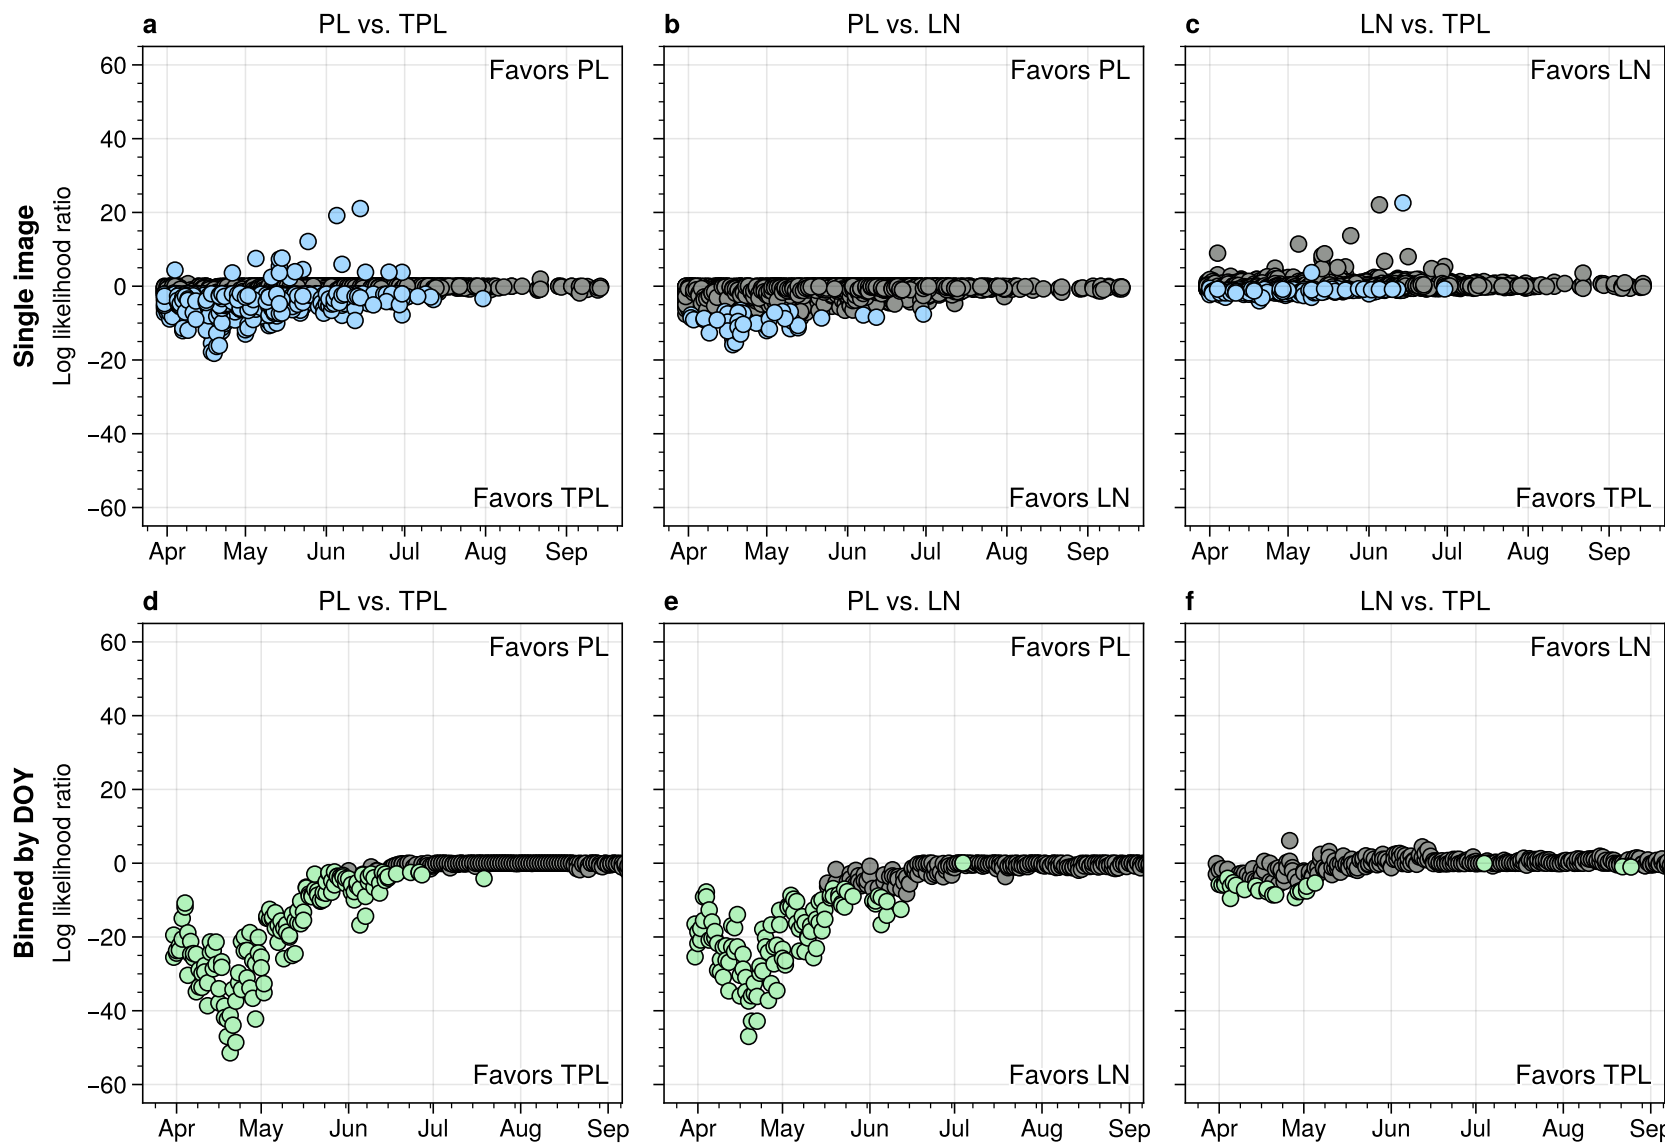 a PL vs. TPL
b PL vs. LN
c LN vs. TPL
Single image
Log likelihood ratio
60
40
20
0
−20
−40
−60
Favors PL
Favors TPL
Apr May Jun Jul Aug Sep
Favors PL
Favors LN
Apr May Jun Jul Aug Sep
Favors LN
Favors TPL
Apr May Jun Jul Aug Sep
d PL vs. TPL
e PL vs. LN
f LN vs. TPL
Binned by DOY
Log likelihood ratio
60
40
20
0
−20
−40
−60
Favors PL
Favors TPL
Apr May Jun Jul Aug Sep
Favors PL
Favors LN
Apr May Jun Jul Aug Sep
Favors LN
Favors TPL
Apr May Jun Jul Aug Sep